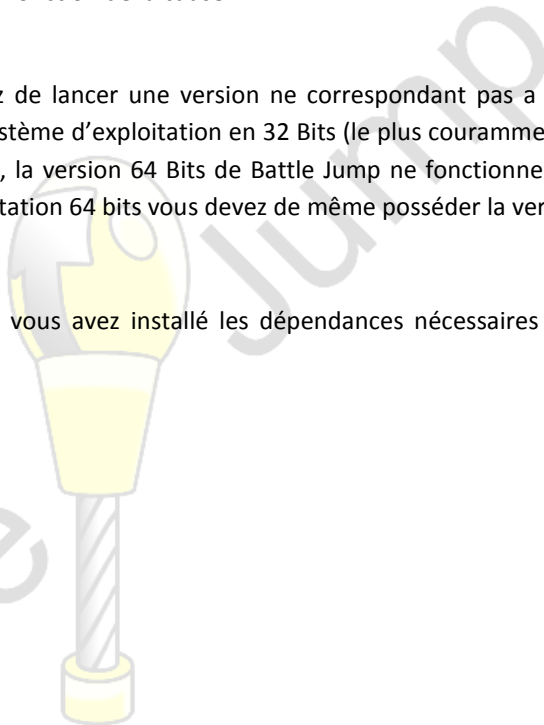 z de lancer une version ne correspondant pas a
stème d’exploitation en 32 Bits (le plus couramme
, la version 64 Bits de Battle Jump ne fonctionne
tation 64 bits vous devez de même posséder la ver
vous avez installé les dépendances nécessaires
Jump
e